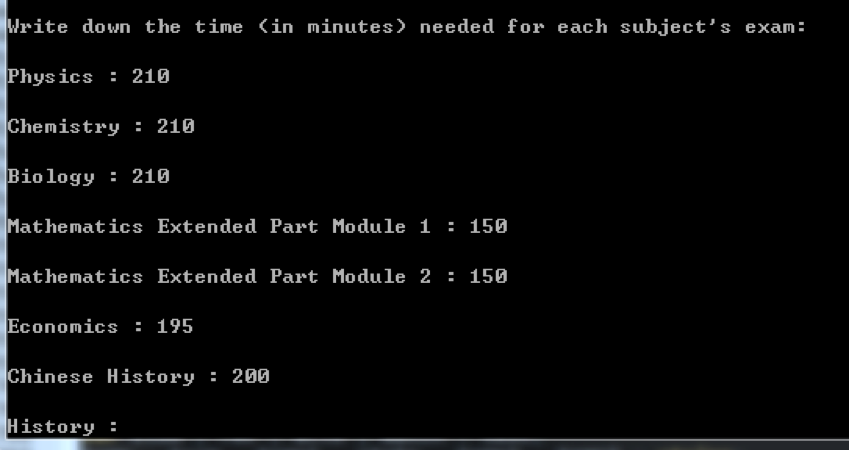 Write down the time (in minutes) needed for each subject's exam:
Physics : 210
Chemistry : 210
Biology : 210
Mathematics Extended Part Module 1 : 150
Mathematics Extended Part Module 2 : 150
Economics : 195
Chinese History : 200
History :